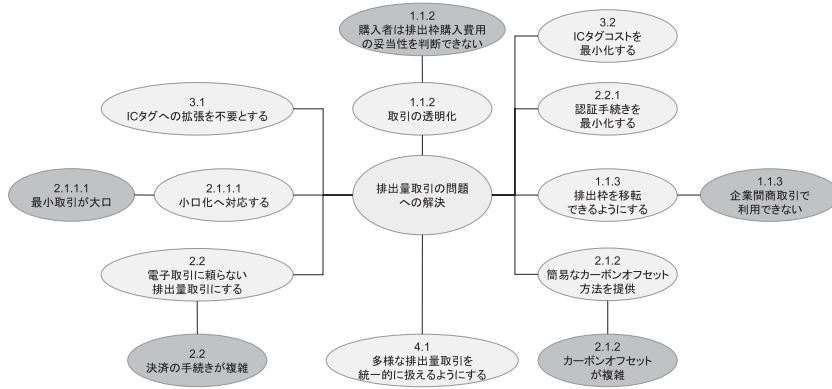 1.1.2
購入者は排出枠購入費用
の妥当性を判断できない
3.2
ICタグコストを
最小化する
3.1
ICタグへの拡張を不要とする
1.1.2
取引の透明化
2.2.1
認証手続きを
最小化する
2.1.1.1
最小取引が大口
2.1.1.1
小口化へ対応する
排出量取引の問題
への解決
1.1.3
排出枠を移転
できるようにする
1.1.3
企業間商取引で
利用できない
2.2
電子取引に頼らない
排出量取引にする
2.1.2
簡易なカーボンオフセット
方法を提供
2.2
決済の手続きが複雑
4.1
多様な排出量取引を
統一的に扱えるようにする
2.1.2
カーボンオフセット
が複雑